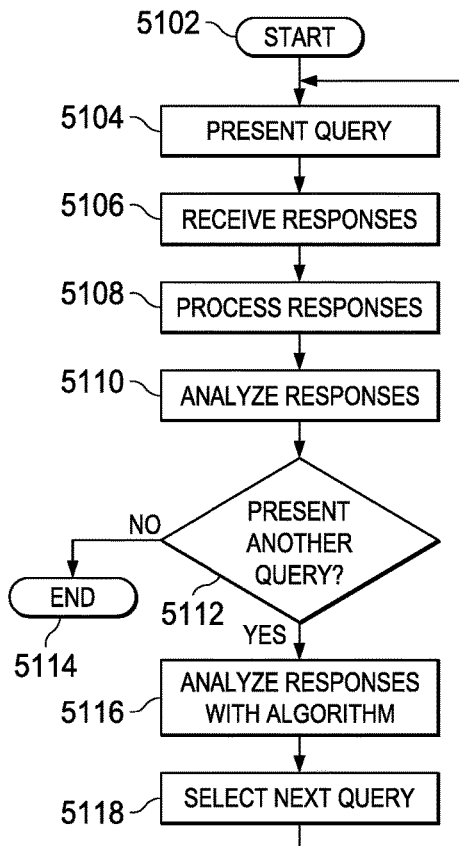 5102
START
5104
PRESENT QUERY
5106
RECEIVE RESPONSES
5108
PROCESS RESPONSES
5110
ANALYZE RESPONSES
NO
PRESENT
ANOTHER
QUERY?
END
5112
5114
YES
5116
ANALYZE RESPONSES
WITH ALGORITHM
5118
SELECT NEXT QUERY